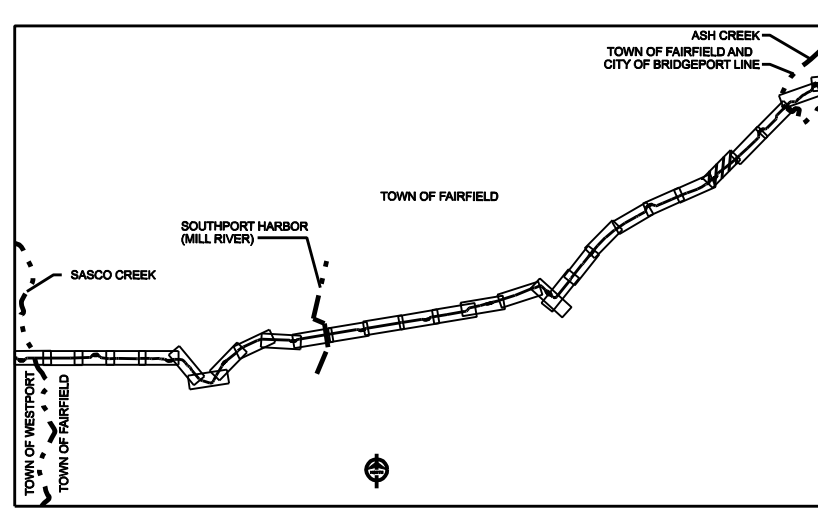 ASH CREEK
TOWN OF FAIRFIELD AND
CITY OF BRIDGEPORT LINE
TOWN OF FAIRFIELD
SOUTHPORT HARBOR
(MILL RIVER)
SASCO CREEK
TOWN OF WESTPORT
TOWN OF FAIRFIELD